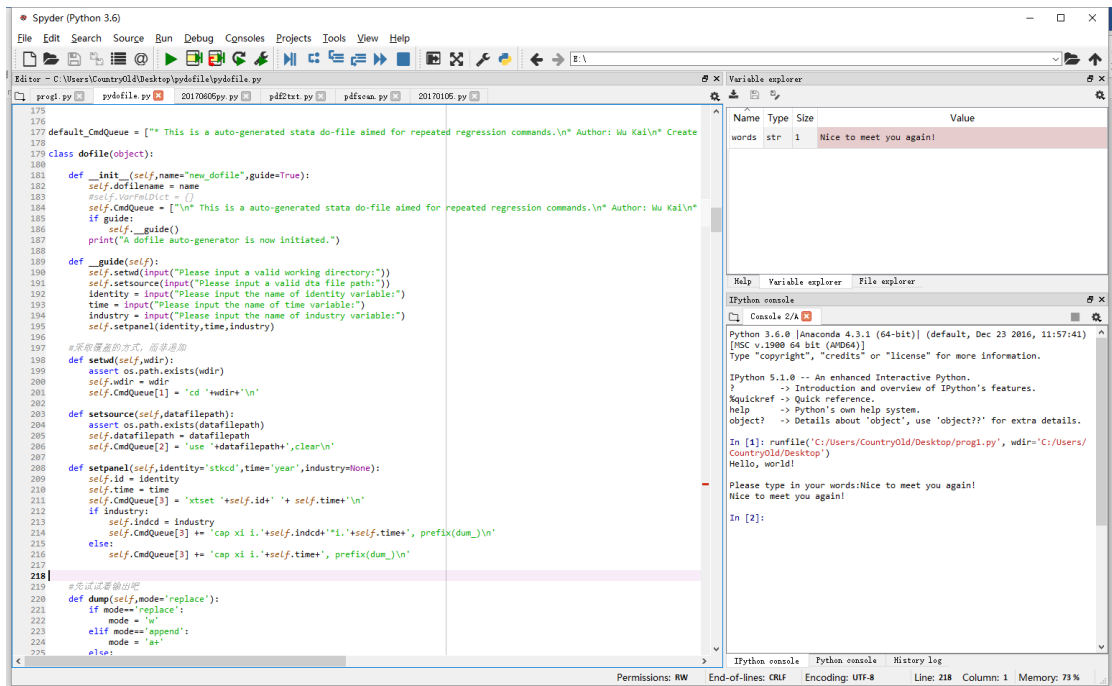 Spyder (Python 3.6)
File Edit Search Source Run Debug Consoles Projects Tools View Help
E:\
Editor - C:\Users\CountryOld\Desktop\pydofile\pydofile.py
prog1.py pydofile.py 20170605py.py pdf2txt.py pdfscan.py 20170105.py
175
176
177 default_CmdQueue = ["* This is a auto-generated stata do-file aimed for repeated regression commands.\n* Author: Wu Kai\n* Create
178
179 class dofile(object):
180
181     def __init__(self,name="new_dofile",guide=True):
182         self.dofilename = name
183         #self.VarFmlDict = {}
184         self.CmdQueue = ["\n* This is a auto-generated stata do-file aimed for repeated regression commands.\n* Author: Wu Kai\n*
185         if guide:
186             self.__guide()
187         print("A dofile auto-generator is now initiated.")
188
189     def __guide(self):
190         self.setwd(input("Please input a valid working directory:"))
191         self.setsource(input("Please input a valid dta file path:"))
192         identity = input("Please input the name of identity variable:")
193         time = input("Please input the name of time variable:")
194         industry = input("Please input the name of industry variable:")
195         self.setpanel(identity,time,industry)
196
197     #采取覆盖的方式，而非追加
198     def setwd(self,wdir):
199         assert os.path.exists(wdir)
200         self.wdir = wdir
201         self.CmdQueue[1] = 'cd '+wdir+'\n'
202
203     def setsource(self,datafilepath):
204         assert os.path.exists(datafilepath)
205         self.datafilepath = datafilepath
206         self.CmdQueue[2] = 'use '+datafilepath+',clear\n'
207
208     def setpanel(self,identity='stkcd',time='year',industry=None):
209         self.id = identity
210         self.time = time
211         self.CmdQueue[3] = 'xtset '+self.id+' '+ self.time+'\n'
212         if industry:
213             self.indcd = industry
214             self.CmdQueue[3] += 'cap xi i.'+self.indcd+'*i.'+self.time+', prefix(dum_)\n'
215         else:
216             self.CmdQueue[3] += 'cap xi i.'+self.time+', prefix(dum_)\n'
217
218
219     #先试试看输出吧
220     def dump(self,mode='replace'):
221         if mode=='replace':
222             mode = 'w'
223         elif mode=='append':
224             mode = 'a+'
225         else:
Variable explorer
Name Type Size Value
words str 1 Nice to meet you again!
Help Variable explorer File explorer
IPython console
Console 2/A
Python 3.6.0 |Anaconda 4.3.1 (64-bit)| (default, Dec 23 2016, 11:57:41)
[MSC v.1900 64 bit (AMD64)]
Type "copyright", "credits" or "license" for more information.
IPython 5.1.0 -- An enhanced Interactive Python.
?         -> Introduction and overview of IPython's features.
%quickref -> Quick reference.
help      -> Python's own help system.
object?   -> Details about 'object', use 'object??' for extra details.
In [1]: runfile('C:/Users/CountryOld/Desktop/prog1.py', wdir='C:/Users/
CountryOld/Desktop')
Hello, world!
Please type in your words:Nice to meet you again!
Nice to meet you again!
In [2]:
IPython console Python console History log
Permissions: RW End-of-lines: CRLF Encoding: UTF-8 Line: 218 Column: 1 Memory: 73 %